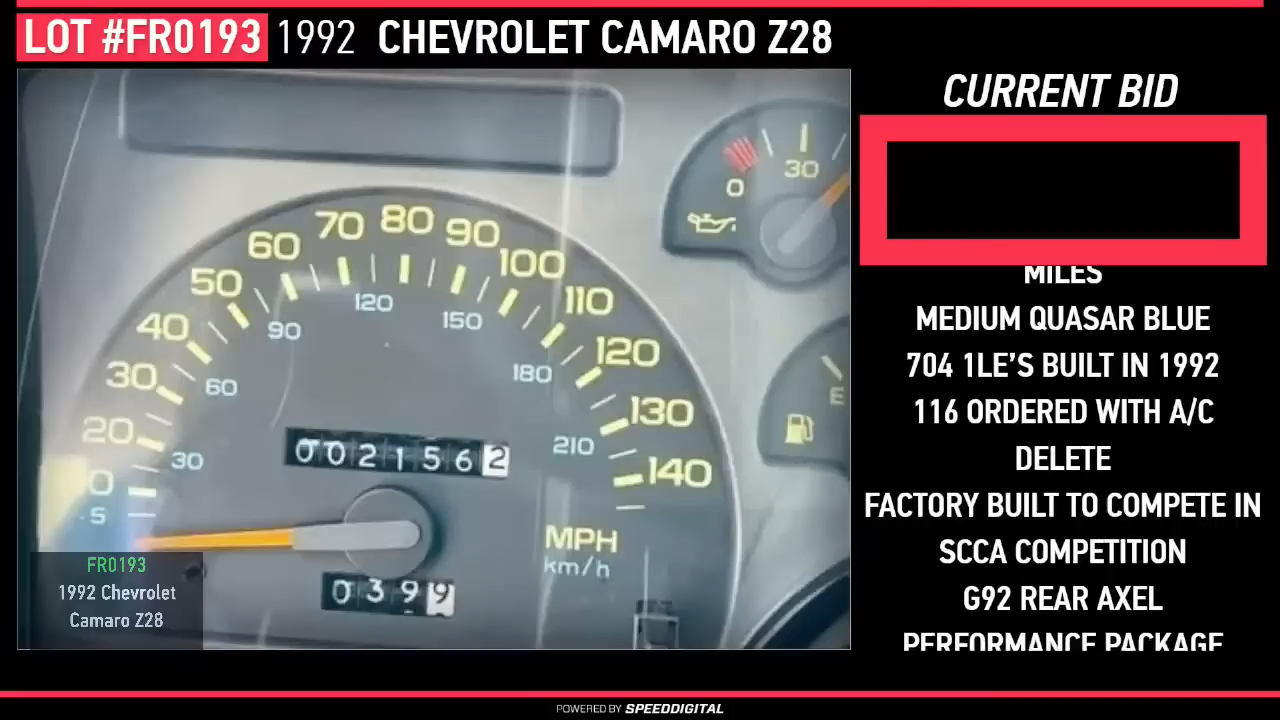 LOT #FR0193 1992 CHEVROLET CAMARO Z28
CURRENT BID
MILES
MEDIUM QUASAR BLUE
704 1LE'S BUILT IN 1992
116 ORDERED WITH A/C
DELETE
FACTORY BUILT TO COMPETE IN
SCCA COMPETITION
G92 REAR AXEL
PERFORMANCE PACKAGE
0 30
E
5 0 20 30 40 50 60 70 80 90 100 110 120 130 140
30 60 90 120 150 180 210
0021562
MPH
km/h
0399
FR0193
1992 Chevrolet
Camaro Z28
POWERED BY SPEEDDIGITAL